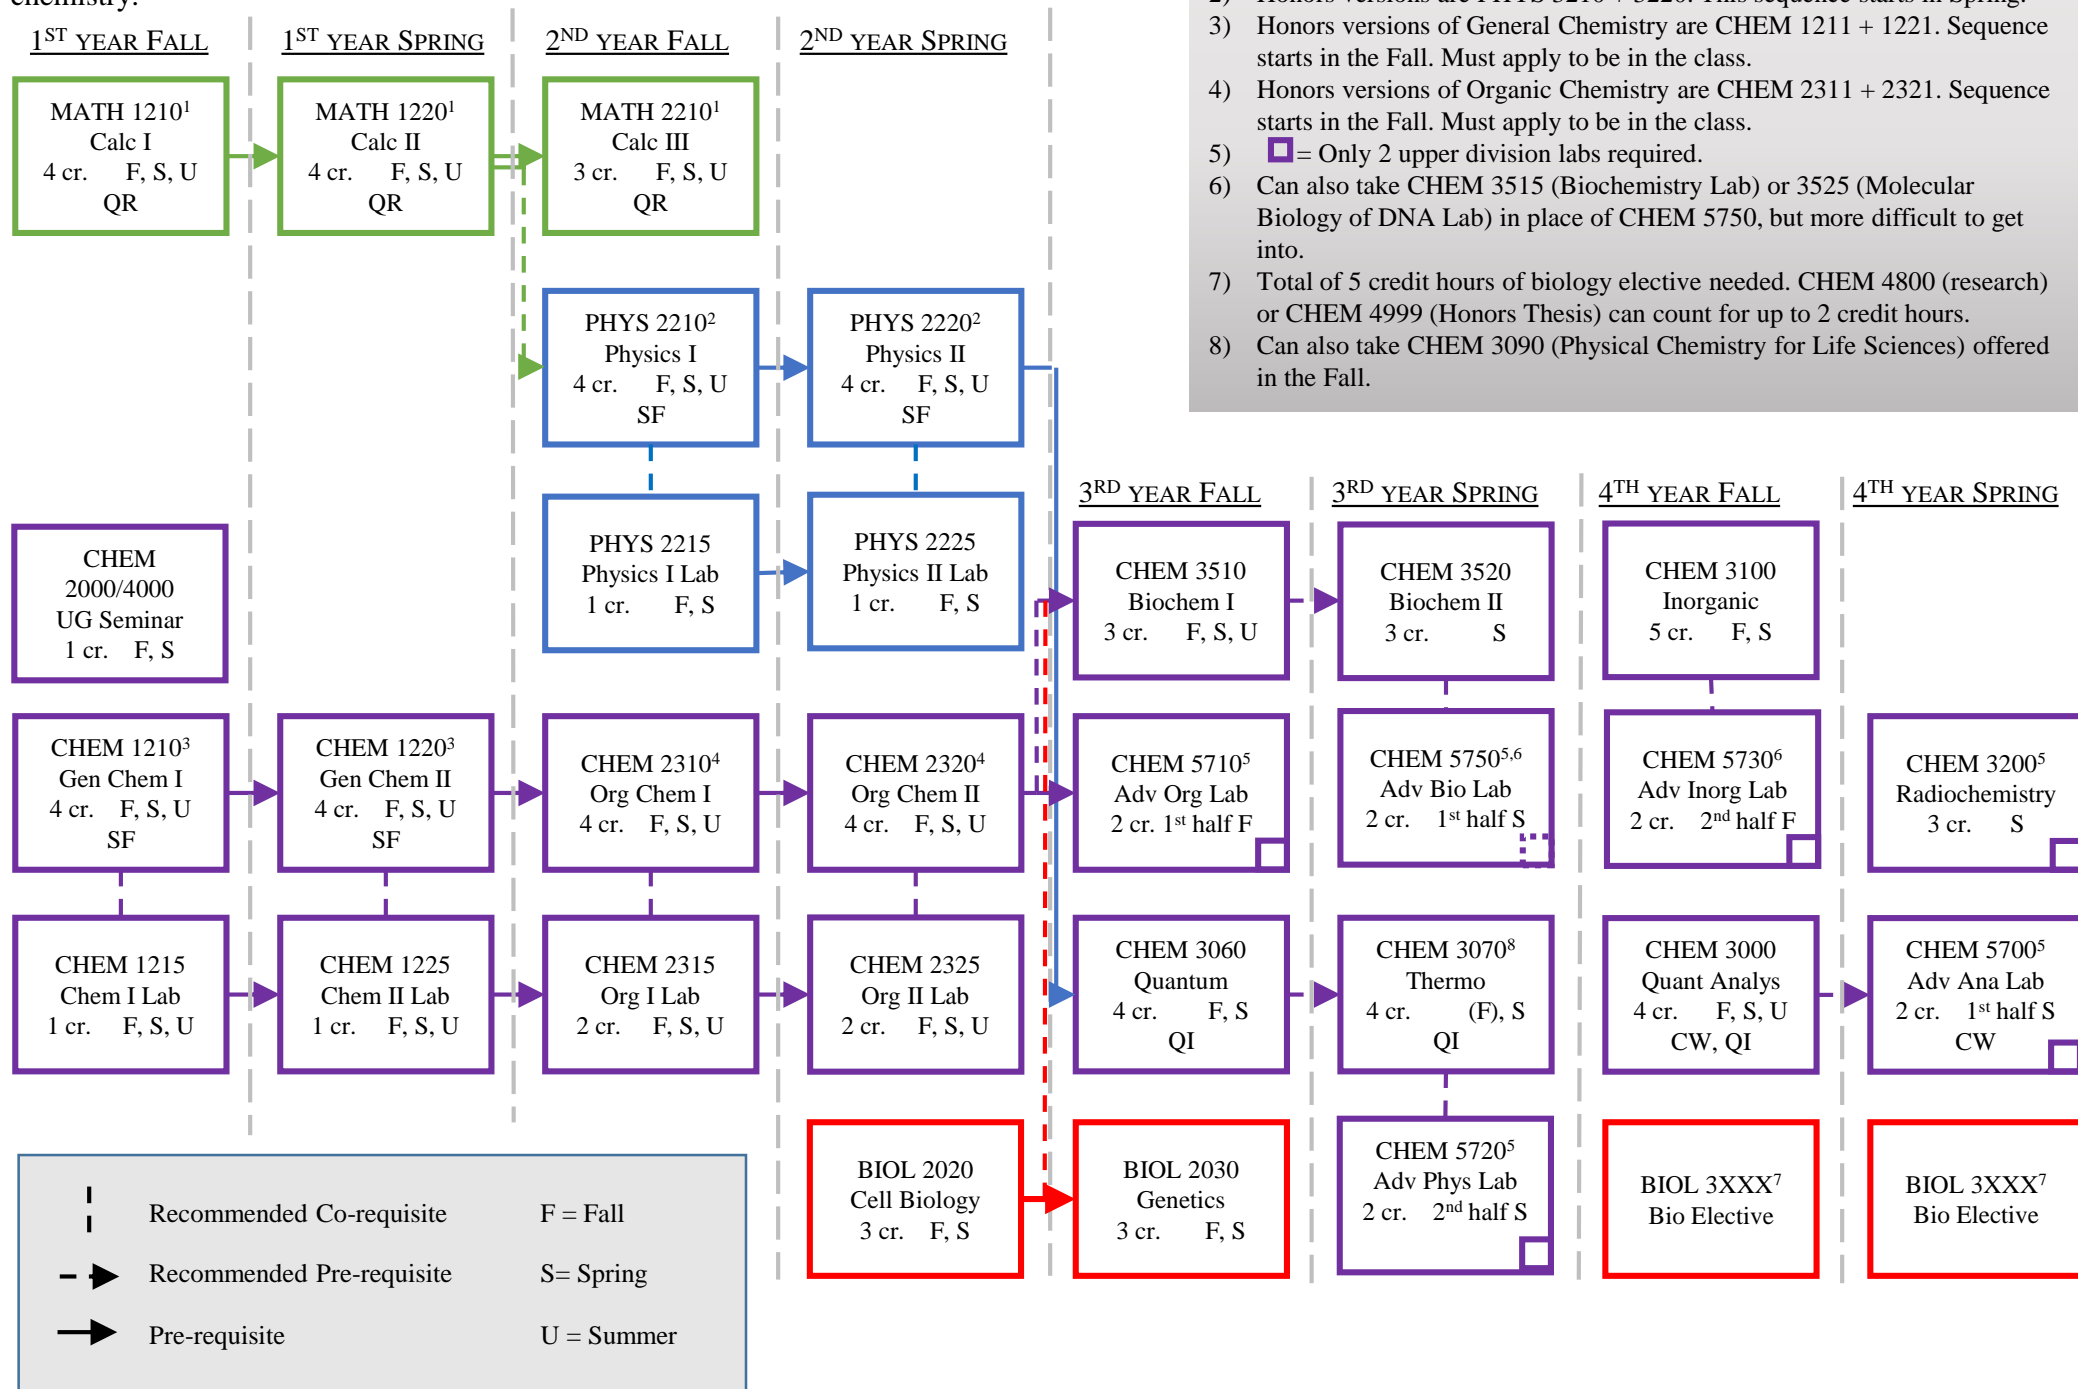 chemistry.
2) Honors versions are PHYS 3210 + 3220. This sequence starts in Spring.
3) Honors versions of General Chemistry are CHEM 1211 + 1221. Sequence
starts in the Fall. Must apply to be in the class.
4) Honors versions of Organic Chemistry are CHEM 2311 + 2321. Sequence
starts in the Fall. Must apply to be in the class.
5) = Only 2 upper division labs required.
6) Can also take CHEM 3515 (Biochemistry Lab) or 3525 (Molecular
Biology of DNA Lab) in place of CHEM 5750, but more difficult to get
into.
7) Total of 5 credit hours of biology elective needed. CHEM 4800 (research)
or CHEM 4999 (Honors Thesis) can count for up to 2 credit hours.
8) Can also take CHEM 3090 (Physical Chemistry for Life Sciences) offered
in the Fall.
1ST YEAR FALL
MATH 1210¹
Calc I
4 cr. F, S, U
QR
CHEM
2000/4000
UG Seminar
1 cr. F, S
CHEM 1210³
Gen Chem I
4 cr. F, S, U
SF
CHEM 1215
Chem I Lab
1 cr. F, S, U
1ST YEAR SPRING
MATH 1220¹
Calc II
4 cr. F, S, U
QR
CHEM 1220³
Gen Chem II
4 cr. F, S, U
SF
CHEM 1225
Chem II Lab
1 cr. F, S, U
2ND YEAR FALL
MATH 2210¹
Calc III
3 cr. F, S, U
QR
PHYS 2210²
Physics I
4 cr. F, S, U
SF
PHYS 2215
Physics I Lab
1 cr. F, S
CHEM 2310⁴
Org Chem I
4 cr. F, S, U
CHEM 2315
Org I Lab
2 cr. F, S, U
2ND YEAR SPRING
PHYS 2220²
Physics II
4 cr. F, S, U
SF
PHYS 2225
Physics II Lab
1 cr. F, S
CHEM 2320⁴
Org Chem II
4 cr. F, S, U
CHEM 2325
Org II Lab
2 cr. F, S, U
BIOL 2020
Cell Biology
3 cr. F, S
3RD YEAR FALL
CHEM 3510
Biochem I
3 cr. F, S, U
CHEM 5710⁵
Adv Org Lab
2 cr. 1st half F
CHEM 3060
Quantum
4 cr. F, S
QI
BIOL 2030
Genetics
3 cr. F, S
3RD YEAR SPRING
CHEM 3520
Biochem II
3 cr. S
CHEM 5750⁵,⁶
Adv Bio Lab
2 cr. 1st half S
CHEM 3070⁸
Thermo
4 cr. (F), S
QI
CHEM 5720⁵
Adv Phys Lab
2 cr. 2nd half S
4TH YEAR FALL
CHEM 3100
Inorganic
5 cr. F, S
CHEM 5730⁶
Adv Inorg Lab
2 cr. 2nd half F
CHEM 3000
Quant Analys
4 cr. F, S, U
CW, QI
BIOL 3XXX⁷
Bio Elective
4TH YEAR SPRING
CHEM 3200⁵
Radiochemistry
3 cr. S
CHEM 5700⁵
Adv Ana Lab
2 cr. 1st half S
CW
BIOL 3XXX⁷
Bio Elective
Recommended Co-requisite F = Fall
Recommended Pre-requisite S= Spring
Pre-requisite U = Summer